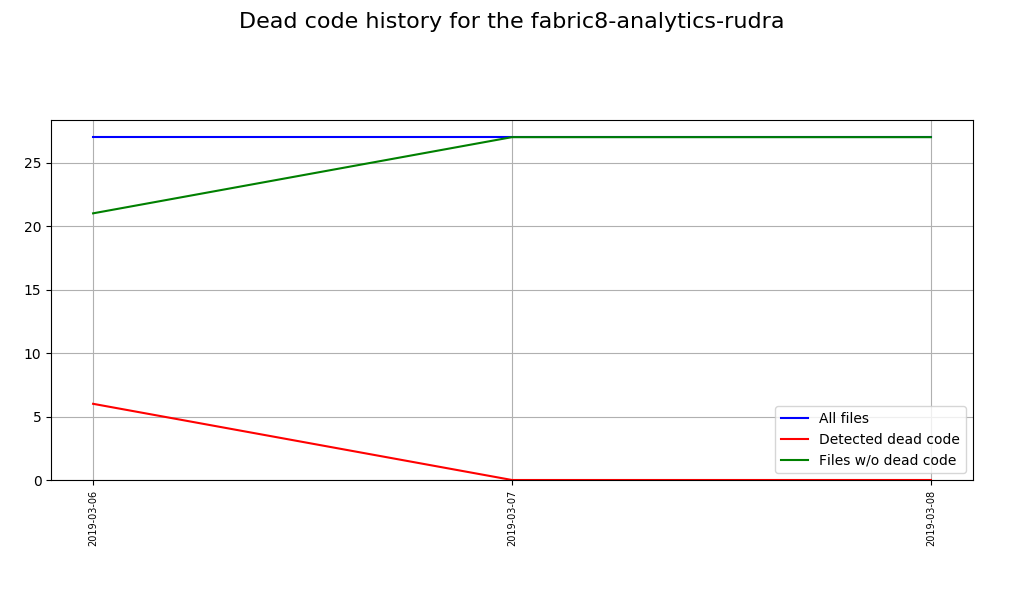 Dead code history for the fabric8-analytics-rudra
25
20
15
10
5
0
All files
Detected dead code
Files w/o dead code
2019-03-06
2019-03-07
2019-03-08